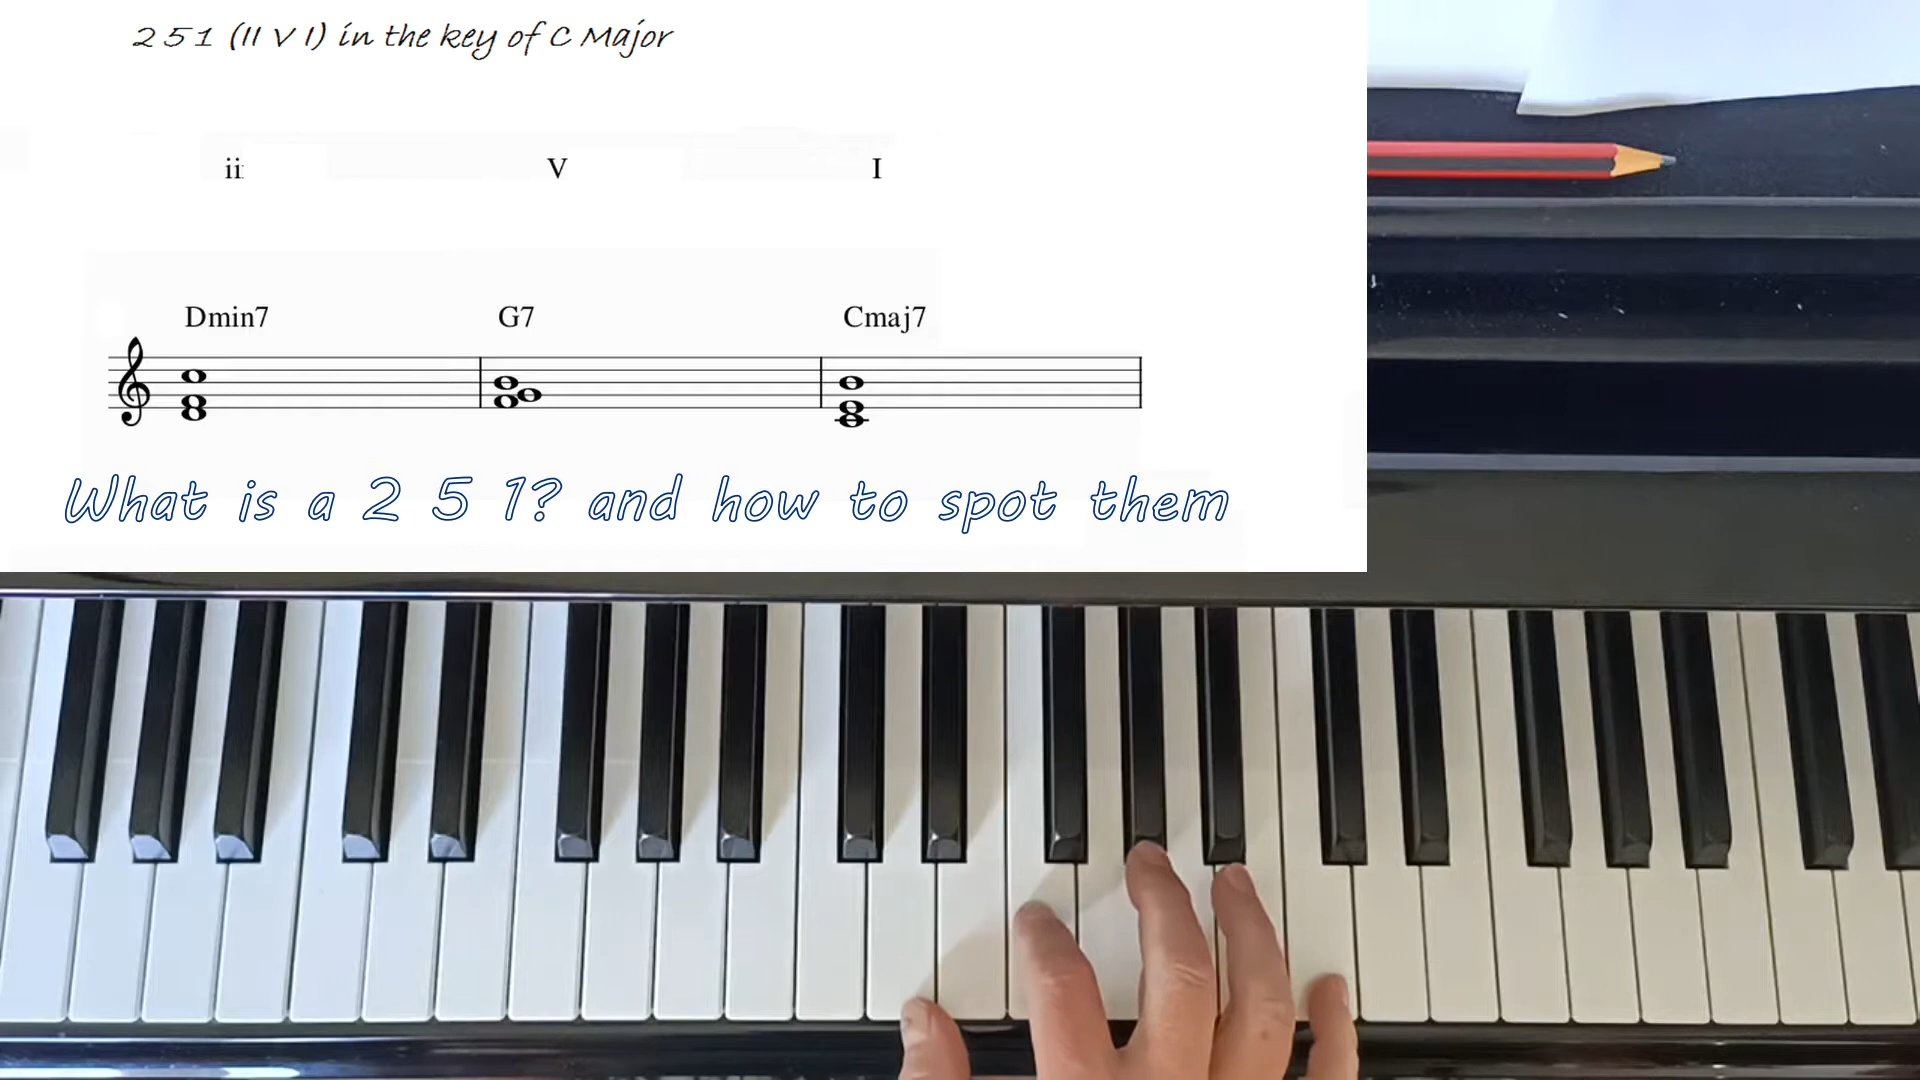 2 5 1 (II V I) in the key of C Major
ii V I
Dmin7 G7 Cmaj7
What is a 2 5 1? and how to spot them